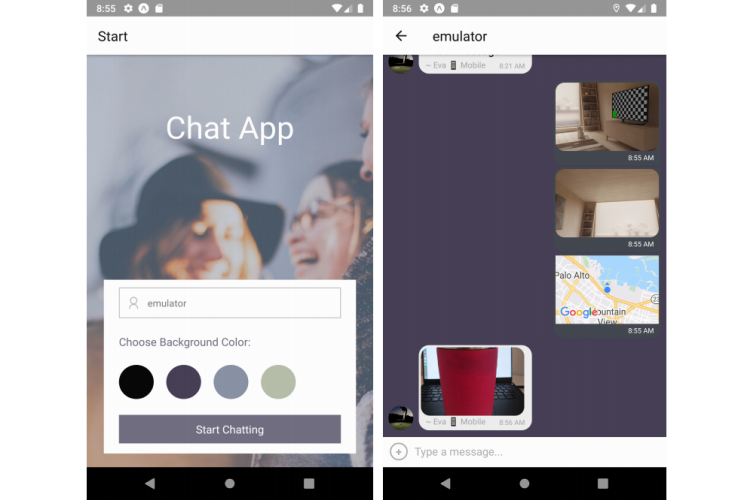 8:55
Start
Chat App
emulator
Choose Background Color:
Start Chatting
8:56
emulator
~ Eva 📱 Mobile 8:21 AM
8:55 AM
8:55 AM
Palo Alto
Google
ountain
View
8:55 AM
~ Eva 📱 Mobile 8:56 AM
Type a message...